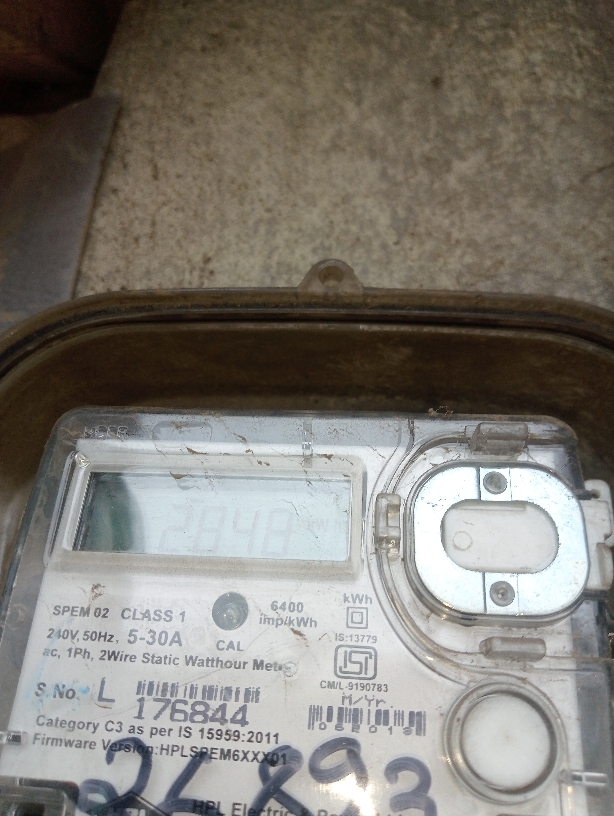 2848
SPEM 02 CLASS 1
6400
imp/kWh
kWh
240V, 50Hz, 5-30A
CAL
IS:13779
ac, 1Ph, 2Wire Static Watthour Meter
ISI
CM/L-9190783
S.No. L
176844
M/Yr
Category C3 as per IS 15959:2011
Firmware Version:HPLSPEM6XXX01
HPL Electric &